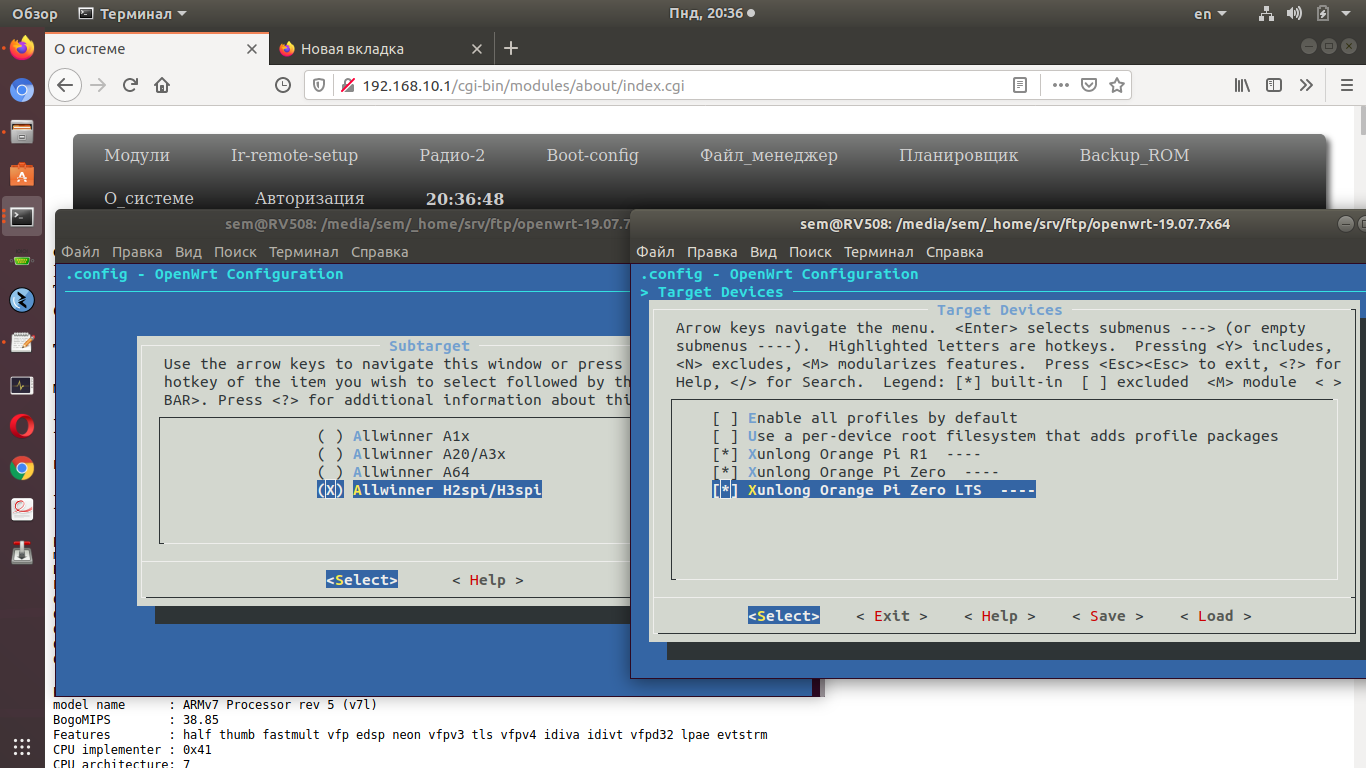 Обзор Терминал Пнд, 20:36 en
О системе Новая вкладка
192.168.10.1/cgi-bin/modules/about/index.cgi
Модули Ir-remote-setup Радио-2 Boot-config Файл_менеджер Планировщик Backup_ROM
О_системе Авторизация 20:36:48
sem@RV508: /media/sem/_home/srv/ftp/openwrt-19.07.7
Файл Правка Вид Поиск Терминал Справка
.config - OpenWrt Configuration
Subtarget
Use the arrow keys to navigate this window or press
hotkey of the item you wish to select followed by th
BAR>. Press <?> for additional information about thi
( ) Allwinner A1x
( ) Allwinner A20/A3x
( ) Allwinner A64
(X) Allwinner H2spi/H3spi
<Select> < Help >
sem@RV508: /media/sem/_home/srv/ftp/openwrt-19.07.7x64
Файл Правка Вид Поиск Терминал Справка
.config - OpenWrt Configuration
> Target Devices
Target Devices
Arrow keys navigate the menu. <Enter> selects submenus ---> (or empty
submenus ----). Highlighted letters are hotkeys. Pressing <Y> includes,
<N> excludes, <M> modularizes features. Press <Esc><Esc> to exit, <?> for
Help, </> for Search. Legend: [*] built-in [ ] excluded <M> module < >
[ ] Enable all profiles by default
[ ] Use a per-device root filesystem that adds profile packages
[*] Xunlong Orange Pi R1 ----
[*] Xunlong Orange Pi Zero ----
[*] Xunlong Orange Pi Zero LTS ----
<Select> < Exit > < Help > < Save > < Load >
model name : ARMv7 Processor rev 5 (v7l)
BogoMIPS : 38.85
Features : half thumb fastmult vfp edsp neon vfpv3 tls vfpv4 idiva idivt vfpd32 lpae evtstrm
CPU implementer : 0x41
CPU architecture: 7